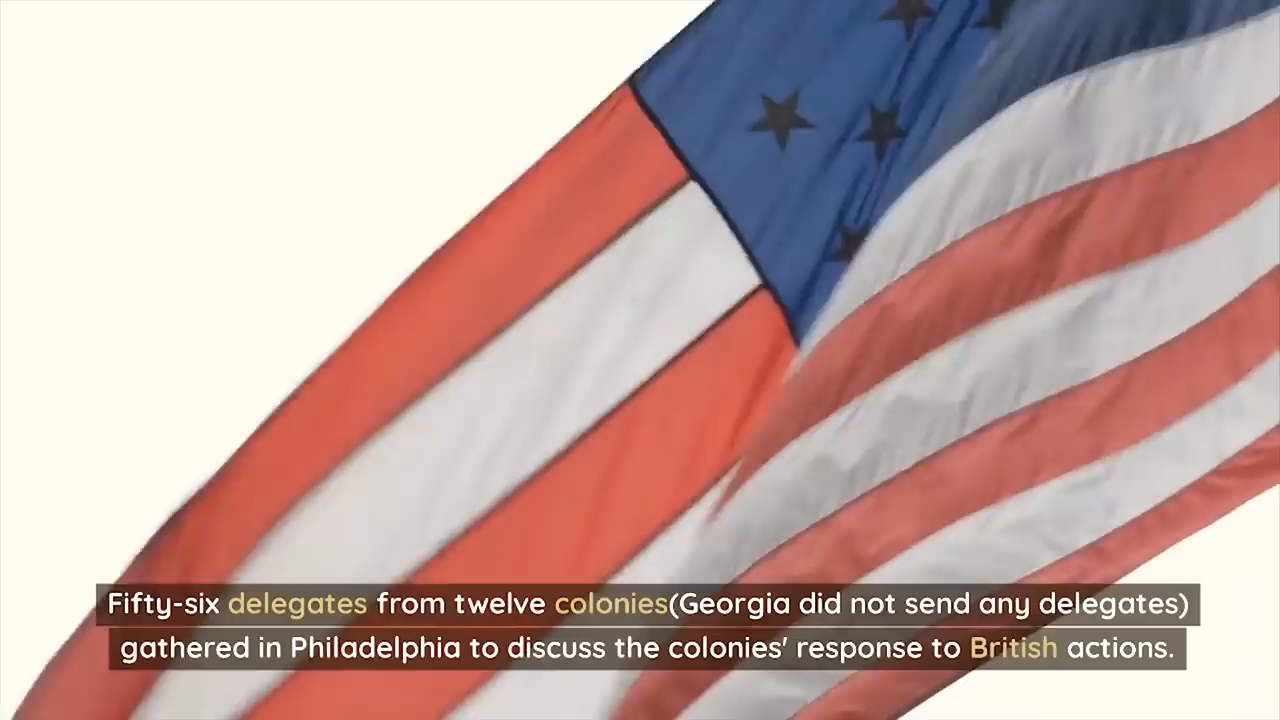 Fifty-six delegates from twelve colonies(Georgia did not send any delegates)
gathered in Philadelphia to discuss the colonies' response to British actions.